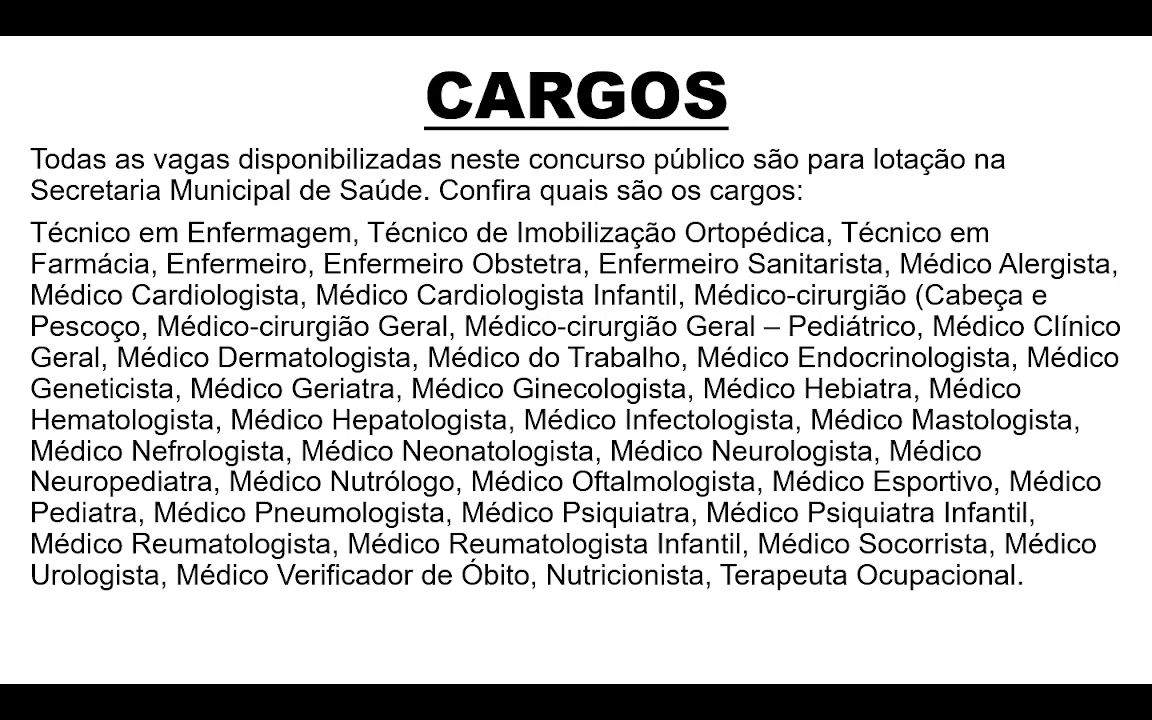 CARGOS
Todas as vagas disponibilizadas neste concurso público são para lotação na
Secretaria Municipal de Saúde. Confira quais são os cargos:
Técnico em Enfermagem, Técnico de Imobilização Ortopédica, Técnico em
Farmácia, Enfermeiro, Enfermeiro Obstetra, Enfermeiro Sanitarista, Médico Alergista,
Médico Cardiologista, Médico Cardiologista Infantil, Médico-cirurgião (Cabeça e
Pescoço, Médico-cirurgião Geral, Médico-cirurgião Geral – Pediátrico, Médico Clínico
Geral, Médico Dermatologista, Médico do Trabalho, Médico Endocrinologista, Médico
Geneticista, Médico Geriatra, Médico Ginecologista, Médico Hebiatra, Médico
Hematologista, Médico Hepatologista, Médico Infectologista, Médico Mastologista,
Médico Nefrologista, Médico Neonatologista, Médico Neurologista, Médico
Neuropediatra, Médico Nutrólogo, Médico Oftalmologista, Médico Esportivo, Médico
Pediatra, Médico Pneumologista, Médico Psiquiatra, Médico Psiquiatra Infantil,
Médico Reumatologista, Médico Reumatologista Infantil, Médico Socorrista, Médico
Urologista, Médico Verificador de Óbito, Nutricionista, Terapeuta Ocupacional.